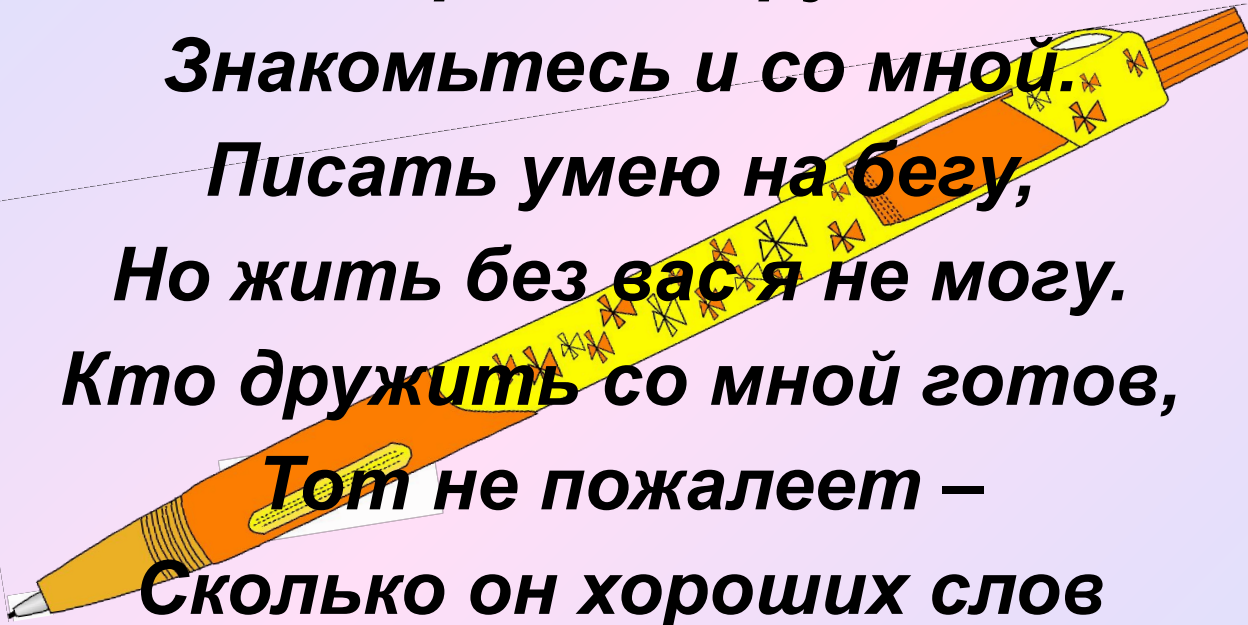 Знакомьтесь и со мной.
Писать умею на бегу,
Но жить без вас я не могу.
Кто дружить со мной готов,
Тот не пожалеет –
Сколько он хороших слов